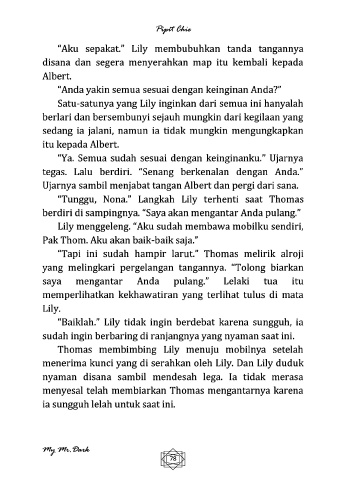 Pipit Chie
"Aku sepakat." Lily membubuhkan tanda tangannya
disana dan segera menyerahkan map itu kembali kepada
Albert.
"Anda yakin semua sesuai dengan keinginan Anda?"
Satu-satunya yang Lily inginkan dari semua ini hanyalah
berlari dan bersembunyi sejauh mungkin dari kegilaan yang
sedang ia jalani, namun ia tidak mungkin mengungkapkan
itu kepada Albert.
"Ya. Semua sudah sesuai dengan keinginanku." Ujarnya
tegas. Lalu berdiri. "Senang berkenalan dengan Anda."
Ujarnya sambil menjabat tangan Albert dan pergi dari sana.
"Tunggu, Nona." Langkah Lily terhenti saat Thomas
berdiri di sampingnya. "Saya akan mengantar Anda pulang."
Lily menggeleng. "Aku sudah membawa mobilku sendiri,
Pak Thom. Aku akan baik-baik saja."
"Tapi ini sudah hampir larut." Thomas melirik alroji
yang melingkari pergelangan tangannya. "Tolong biarkan
saya mengantar Anda pulang." Lelaki tua itu
memperlihatkan kekhawatiran yang terlihat tulus di mata
Lily.
"Baiklah." Lily tidak ingin berdebat karena sungguh, ia
sudah ingin berbaring di ranjangnya yang nyaman saat ini.
Thomas membimbing Lily menuju mobilnya setelah
menerima kunci yang di serahkan oleh Lily. Dan Lily duduk
nyaman disana sambil mendesah lega. Ia tidak merasa
menyesal telah membiarkan Thomas mengantarnya karena
ia sungguh lelah untuk saat ini.
My Mr.Dark
78